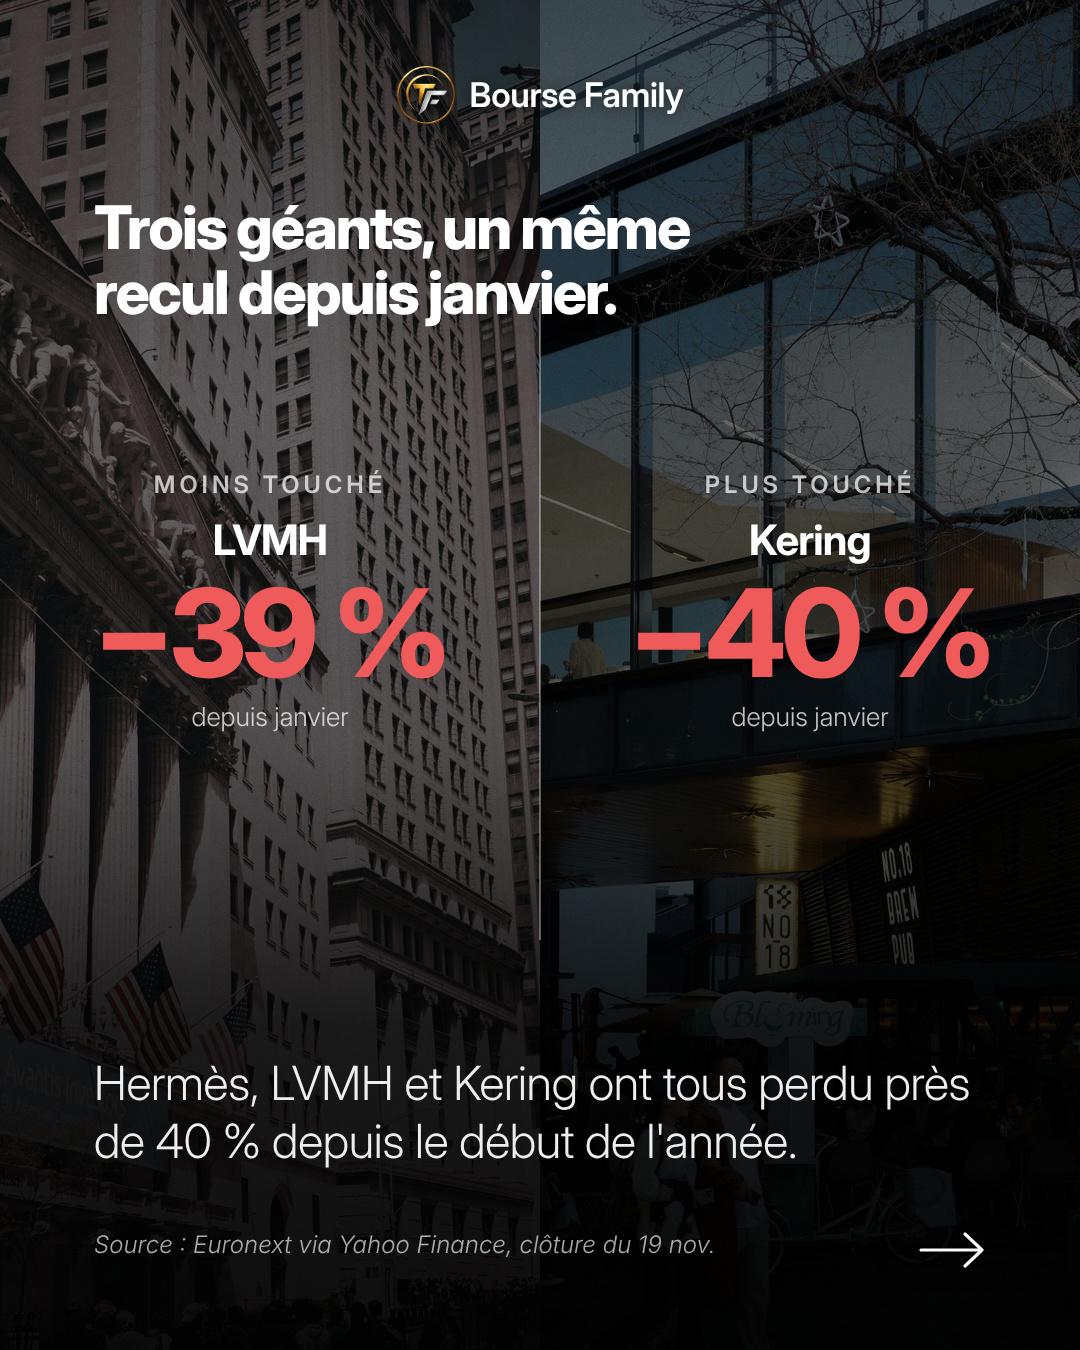 Bourse Family
Trois géants, un même
recul depuis janvier.
MOINS TOUCHÉ
LVMH
–39 %
depuis janvier
PLUS TOUCHÉ
Kering
–40 %
depuis janvier
NO.18
BREW
PUB
18
NO
18
Blooming
Hermès, LVMH et Kering ont tous perdu près
de 40 % depuis le début de l'année.
Source : Euronext via Yahoo Finance, clôture du 19 nov.